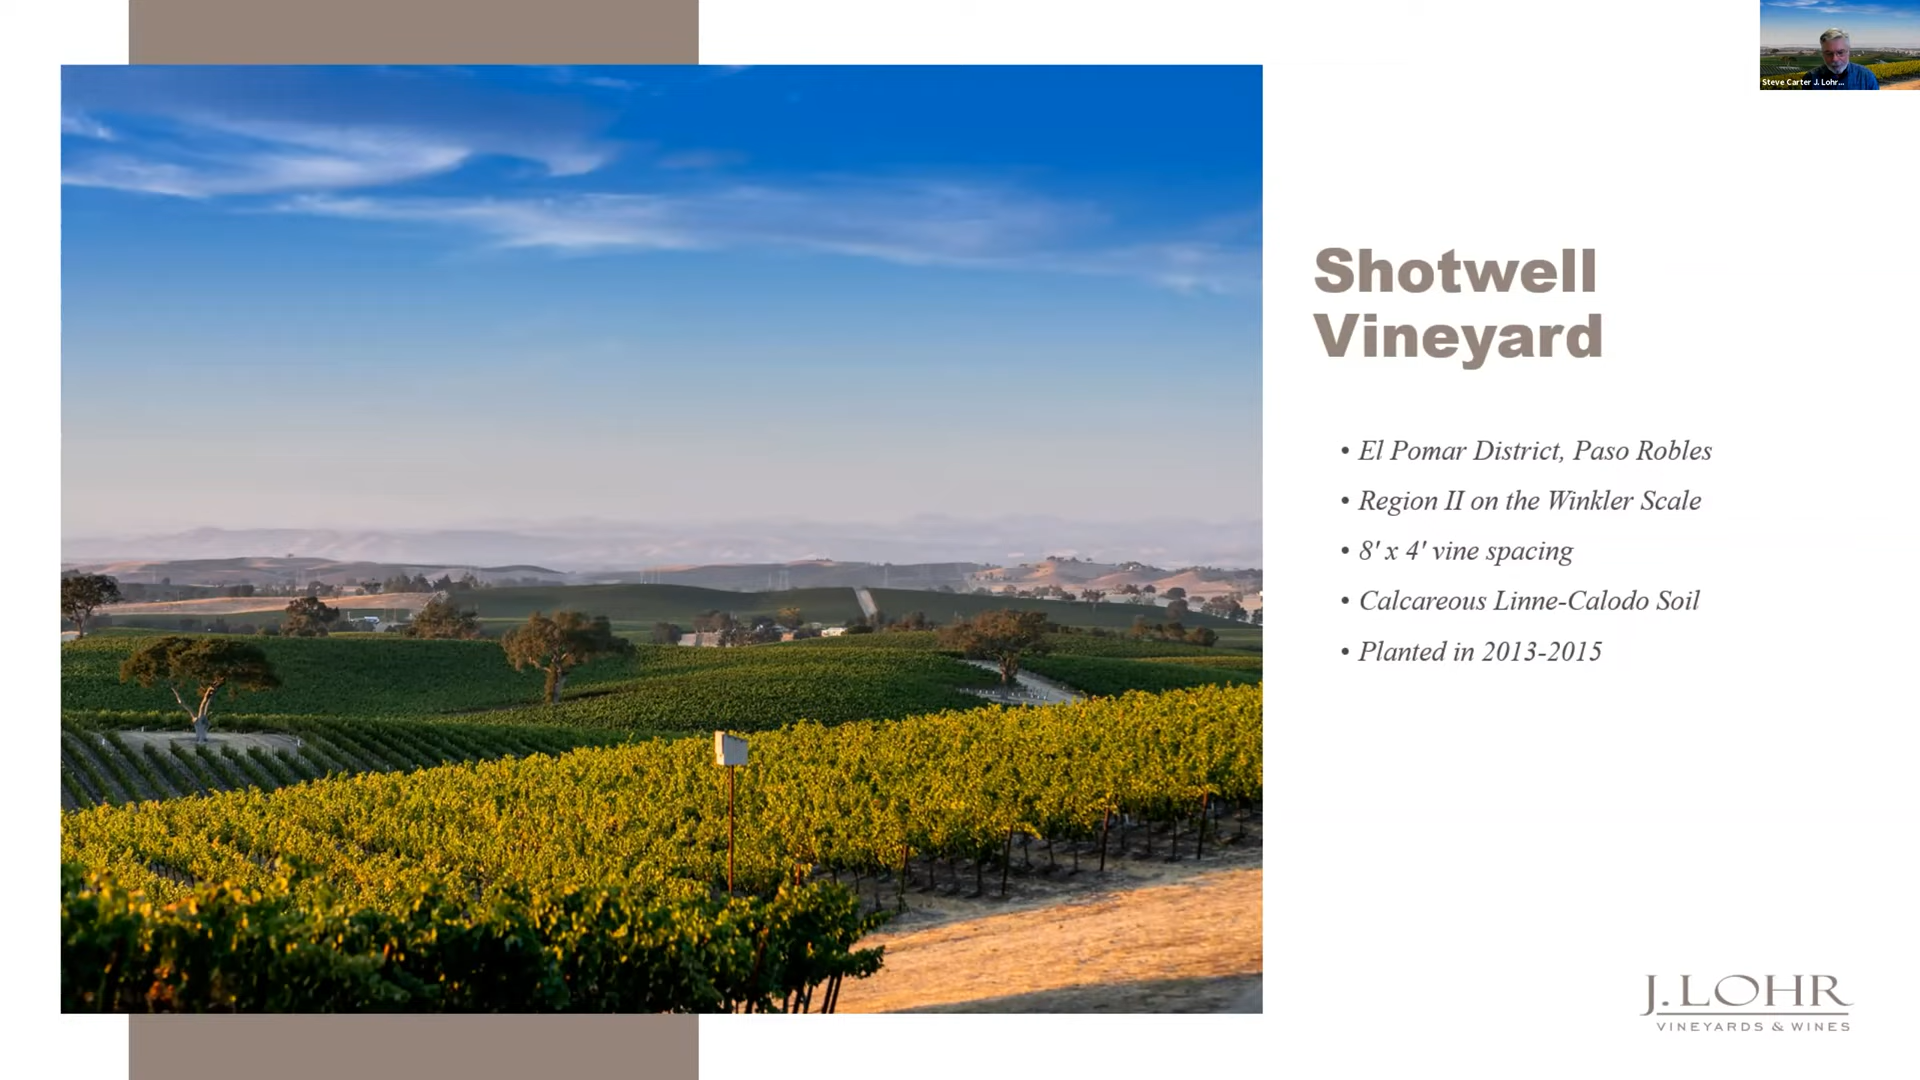 Steve Carter J. Lohr...
Shotwell
Vineyard
• El Pomar District, Paso Robles
• Region II on the Winkler Scale
• 8' x 4' vine spacing
• Calcareous Linne-Calodo Soil
• Planted in 2013-2015
J. LOHR
VINEYARDS & WINES